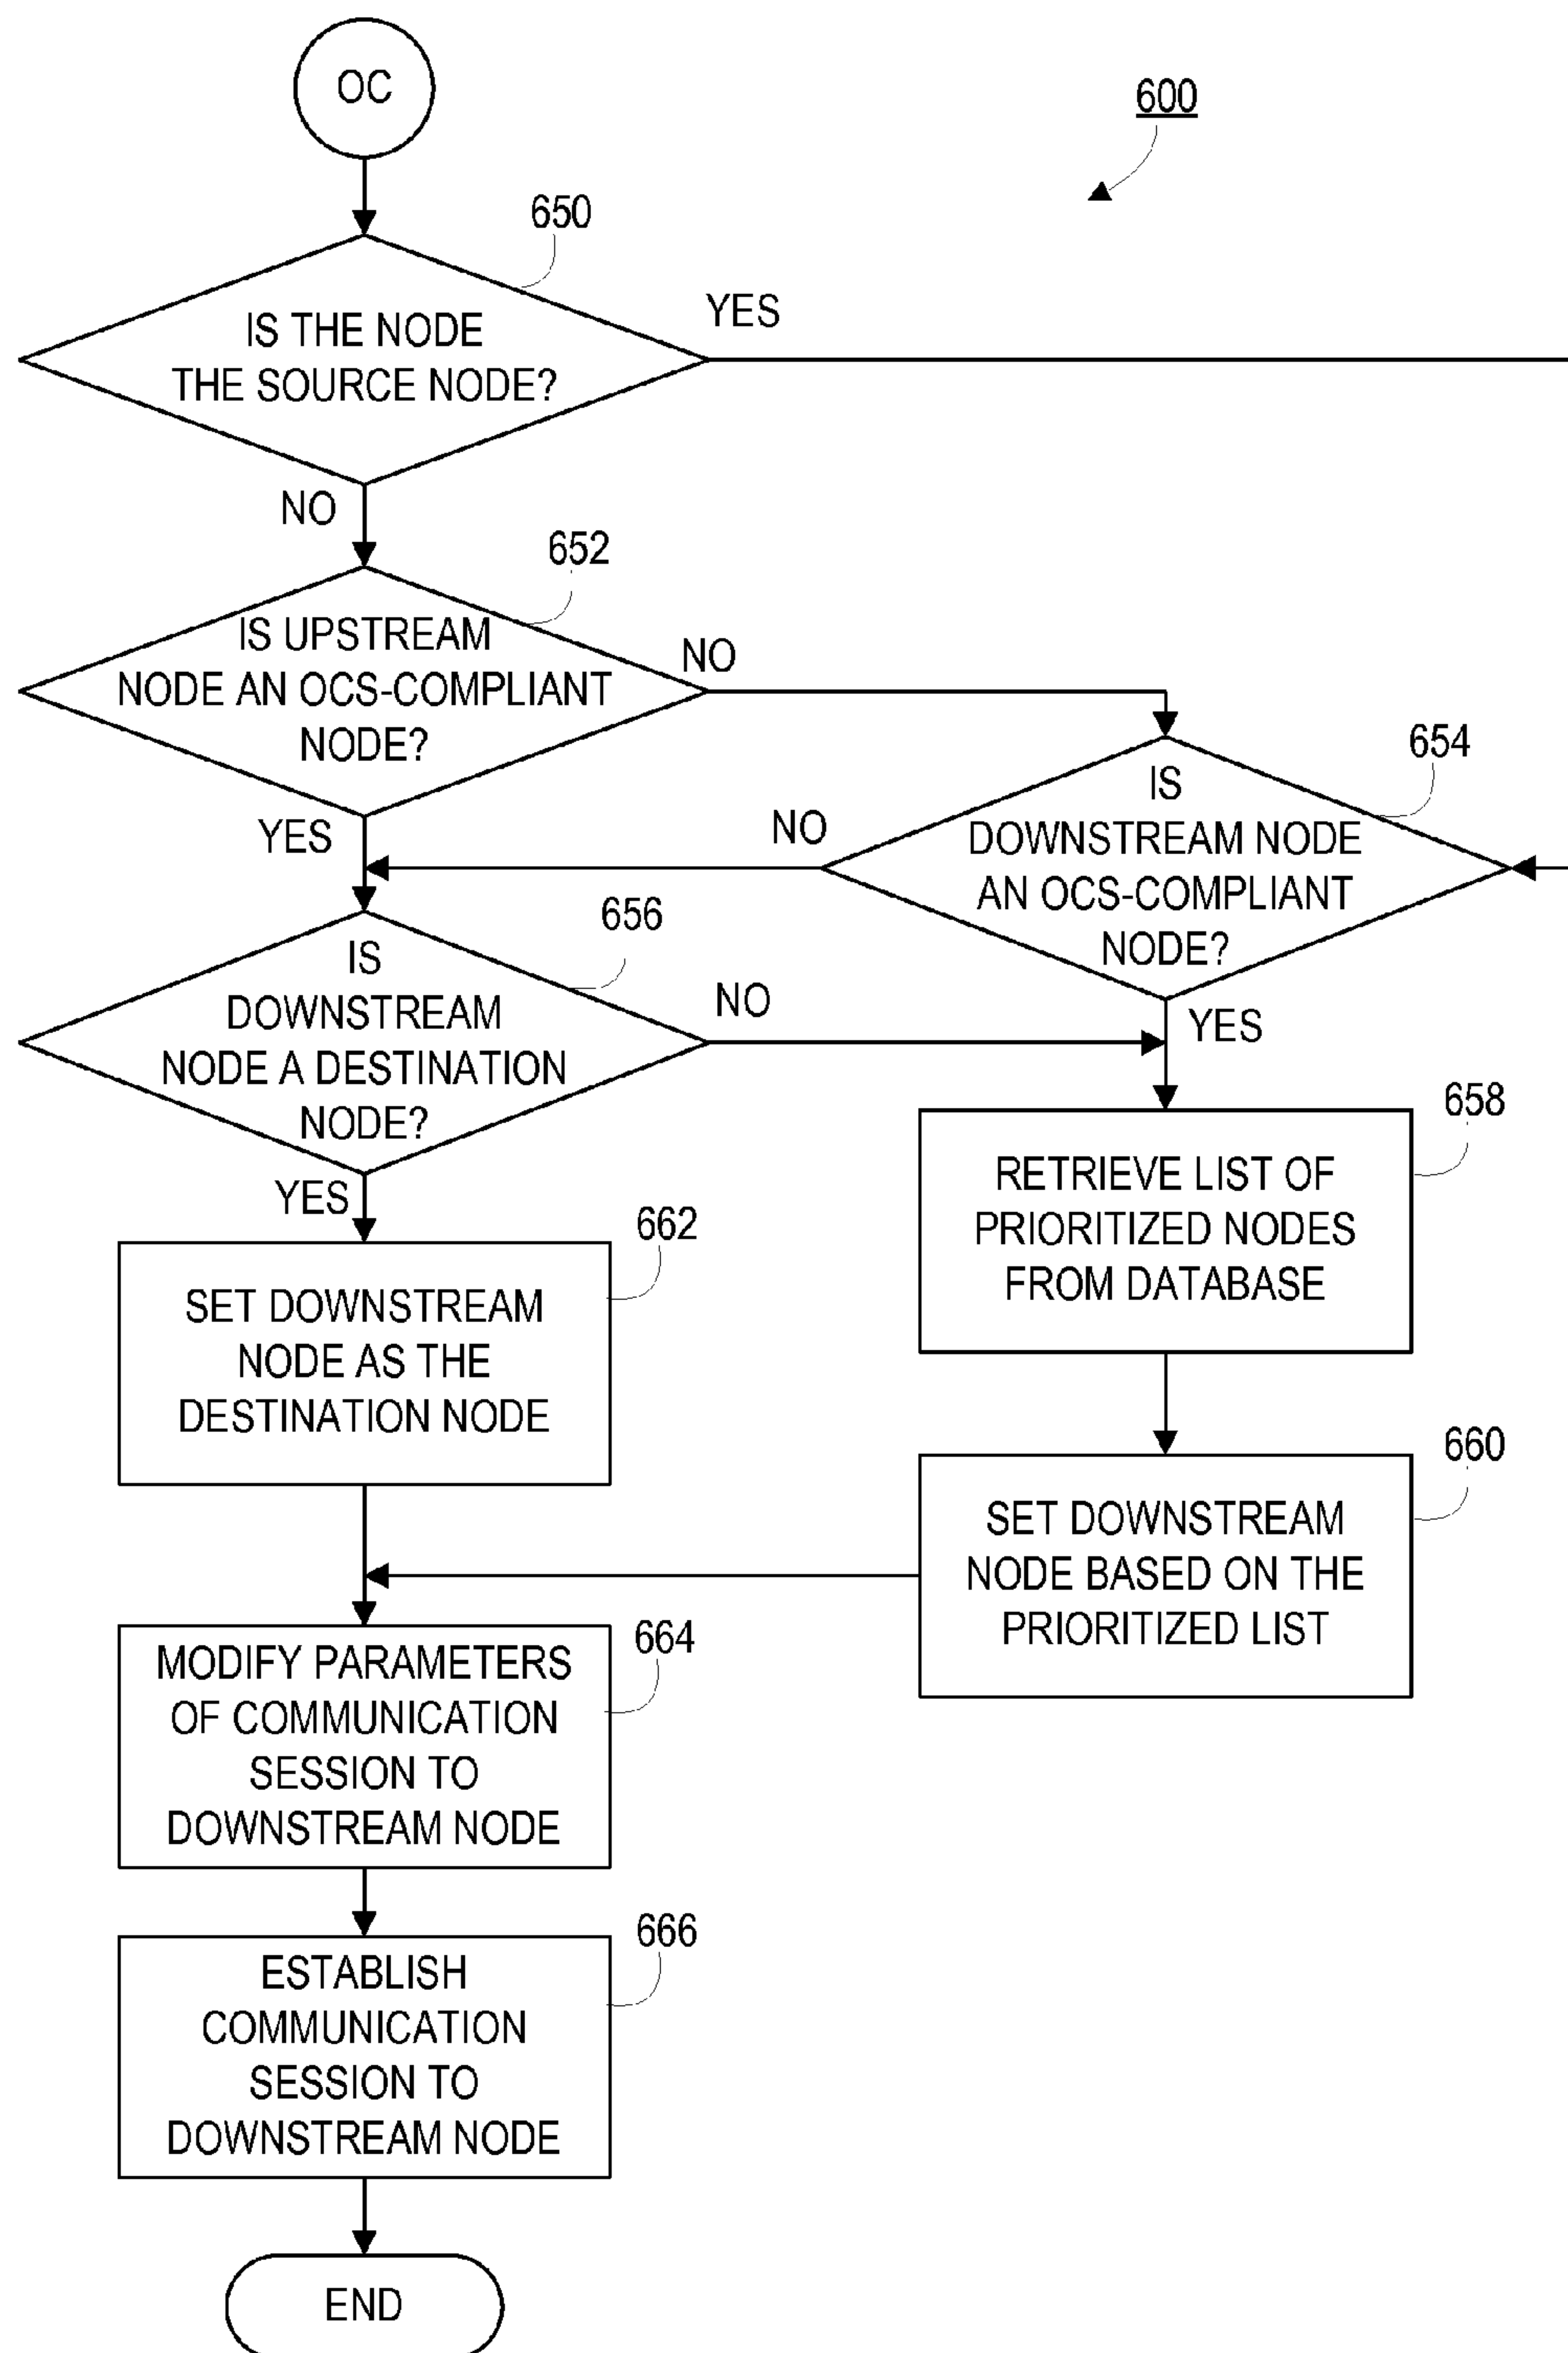 OC
600
650
IS THE NODE
THE SOURCE NODE?
YES
NO
652
IS UPSTREAM
NODE AN OCS-COMPLIANT
NODE?
NO
YES
654
IS
DOWNSTREAM NODE
AN OCS-COMPLIANT
NODE?
NO
YES
656
IS
DOWNSTREAM
NODE A DESTINATION
NODE?
NO
YES
658
RETRIEVE LIST OF
PRIORITIZED NODES
FROM DATABASE
662
SET DOWNSTREAM
NODE AS THE
DESTINATION NODE
660
SET DOWNSTREAM
NODE BASED ON THE
PRIORITIZED LIST
664
MODIFY PARAMETERS
OF COMMUNICATION
SESSION TO
DOWNSTREAM NODE
666
ESTABLISH
COMMUNICATION
SESSION TO
DOWNSTREAM NODE
END